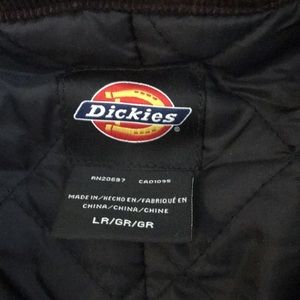 Dickies
RN20697 CA01095
MADE IN/HECHO EN/FABRIQUÉ EN
CHINA/CHINA/CHINE
LR/GR/GR